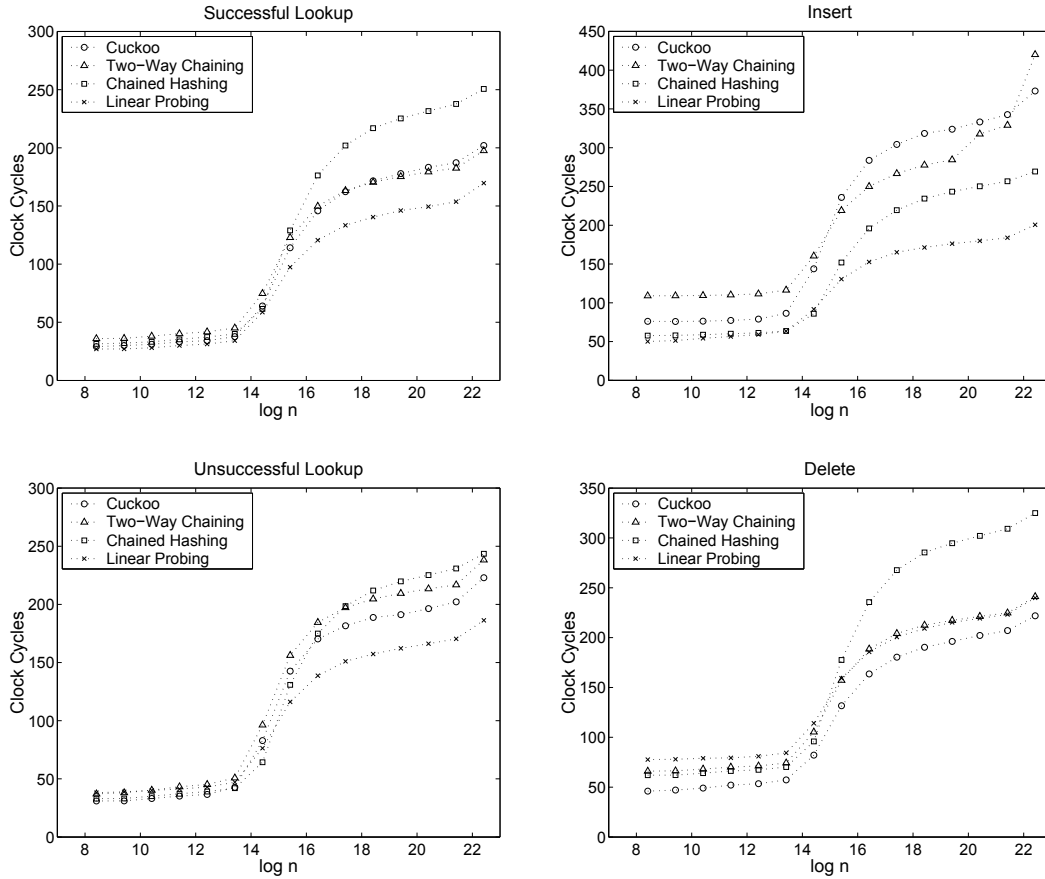 Successful Lookup
300
250
200
150
100
50
0
Clock Cycles
Cuckoo
Two−Way Chaining
Chained Hashing
Linear Probing
8 10 12 14 16 18 20 22
log n
Insert
450
400
350
300
250
200
150
100
50
0
Clock Cycles
Cuckoo
Two−Way Chaining
Chained Hashing
Linear Probing
8 10 12 14 16 18 20 22
log n
Unsuccessful Lookup
300
250
200
150
100
50
0
Clock Cycles
Cuckoo
Two−Way Chaining
Chained Hashing
Linear Probing
8 10 12 14 16 18 20 22
log n
Delete
350
300
250
200
150
100
50
0
Clock Cycles
Cuckoo
Two−Way Chaining
Chained Hashing
Linear Probing
8 10 12 14 16 18 20 22
log n